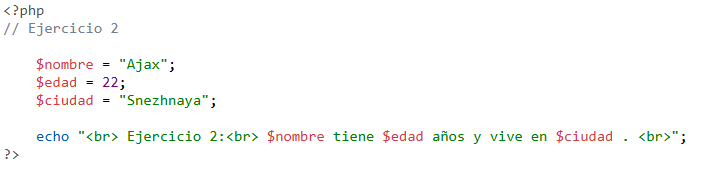 <?php
// Ejercicio 2
$nombre = "Ajax";
$edad = 22;
$ciudad = "Snezhnaya";
echo "<br> Ejercicio 2:<br> $nombre tiene $edad años y vive en $ciudad . <br>";
?>